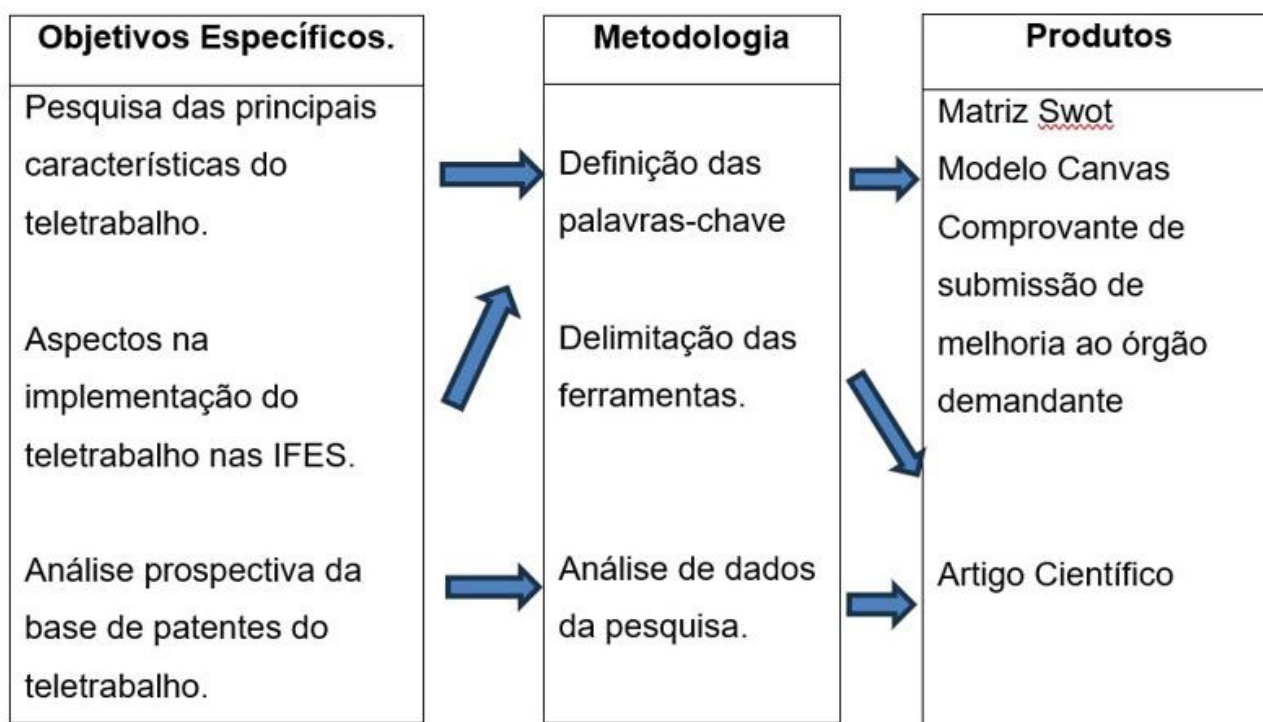 Objetivos Específicos.
Pesquisa das principais
características do
teletrabalho.
Aspectos na
implementação do
teletrabalho nas IFES.
Análise prospectiva da
base de patentes do
teletrabalho.
Metodologia
Definição das
palavras-chave
Delimitação das
ferramentas.
Análise de dados
da pesquisa.
Produtos
Matriz Swot
Modelo Canvas
Comprovante de
submissão de
melhoria ao órgão
demandante
Artigo Científico